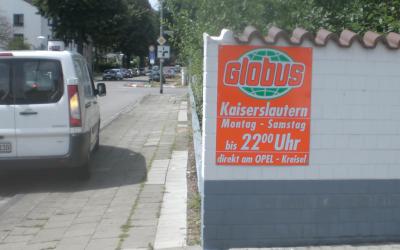 Globus
Kaiserslautern
Montag - Samstag
bis 22⁰⁰ Uhr
direkt am OPEL - Kreisel